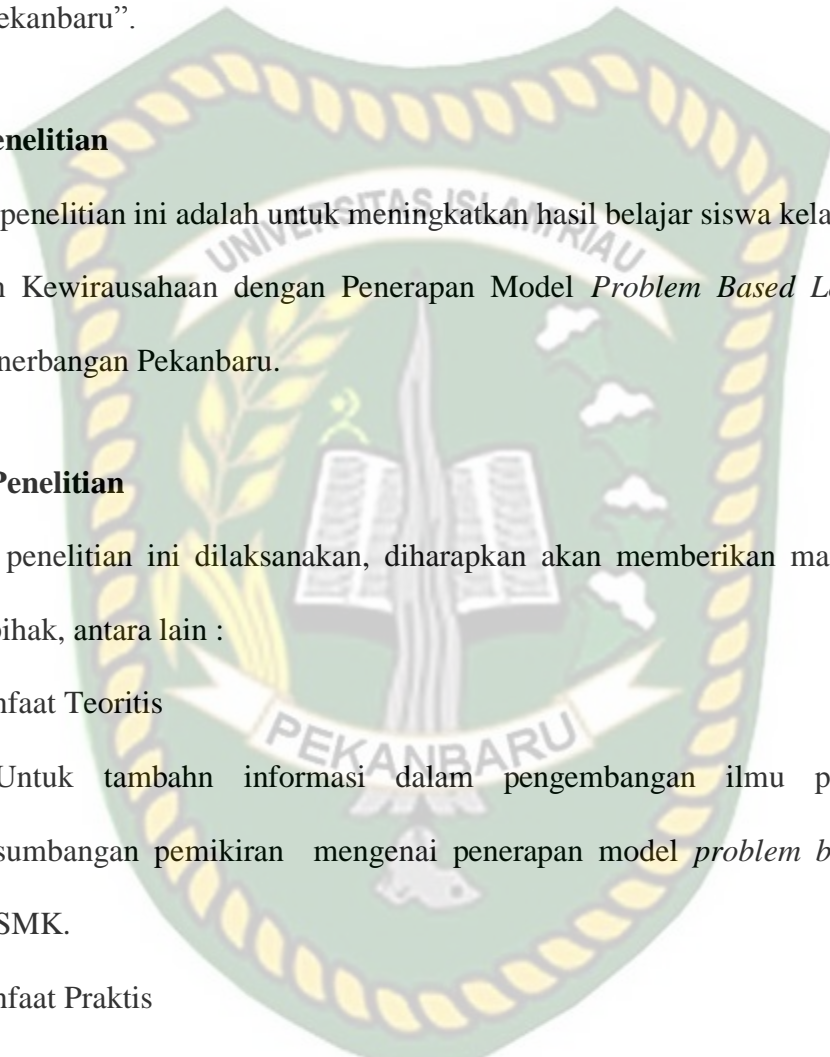 ekanbaru”.
enelitian
penelitian ini adalah untuk meningkatkan hasil belajar siswa kela
n Kewirausahaan dengan Penerapan Model Problem Based L
nerbangan Pekanbaru.
Penelitian
penelitian ini dilaksanakan, diharapkan akan memberikan ma
pihak, antara lain :
nfaat Teoritis
Untuk tambahn informasi dalam pengembangan ilmu p
sumbangan pemikiran mengenai penerapan model problem b
SMK.
nfaat Praktis
UNIVERSITAS ISLAM RIAU
PEKANBARU